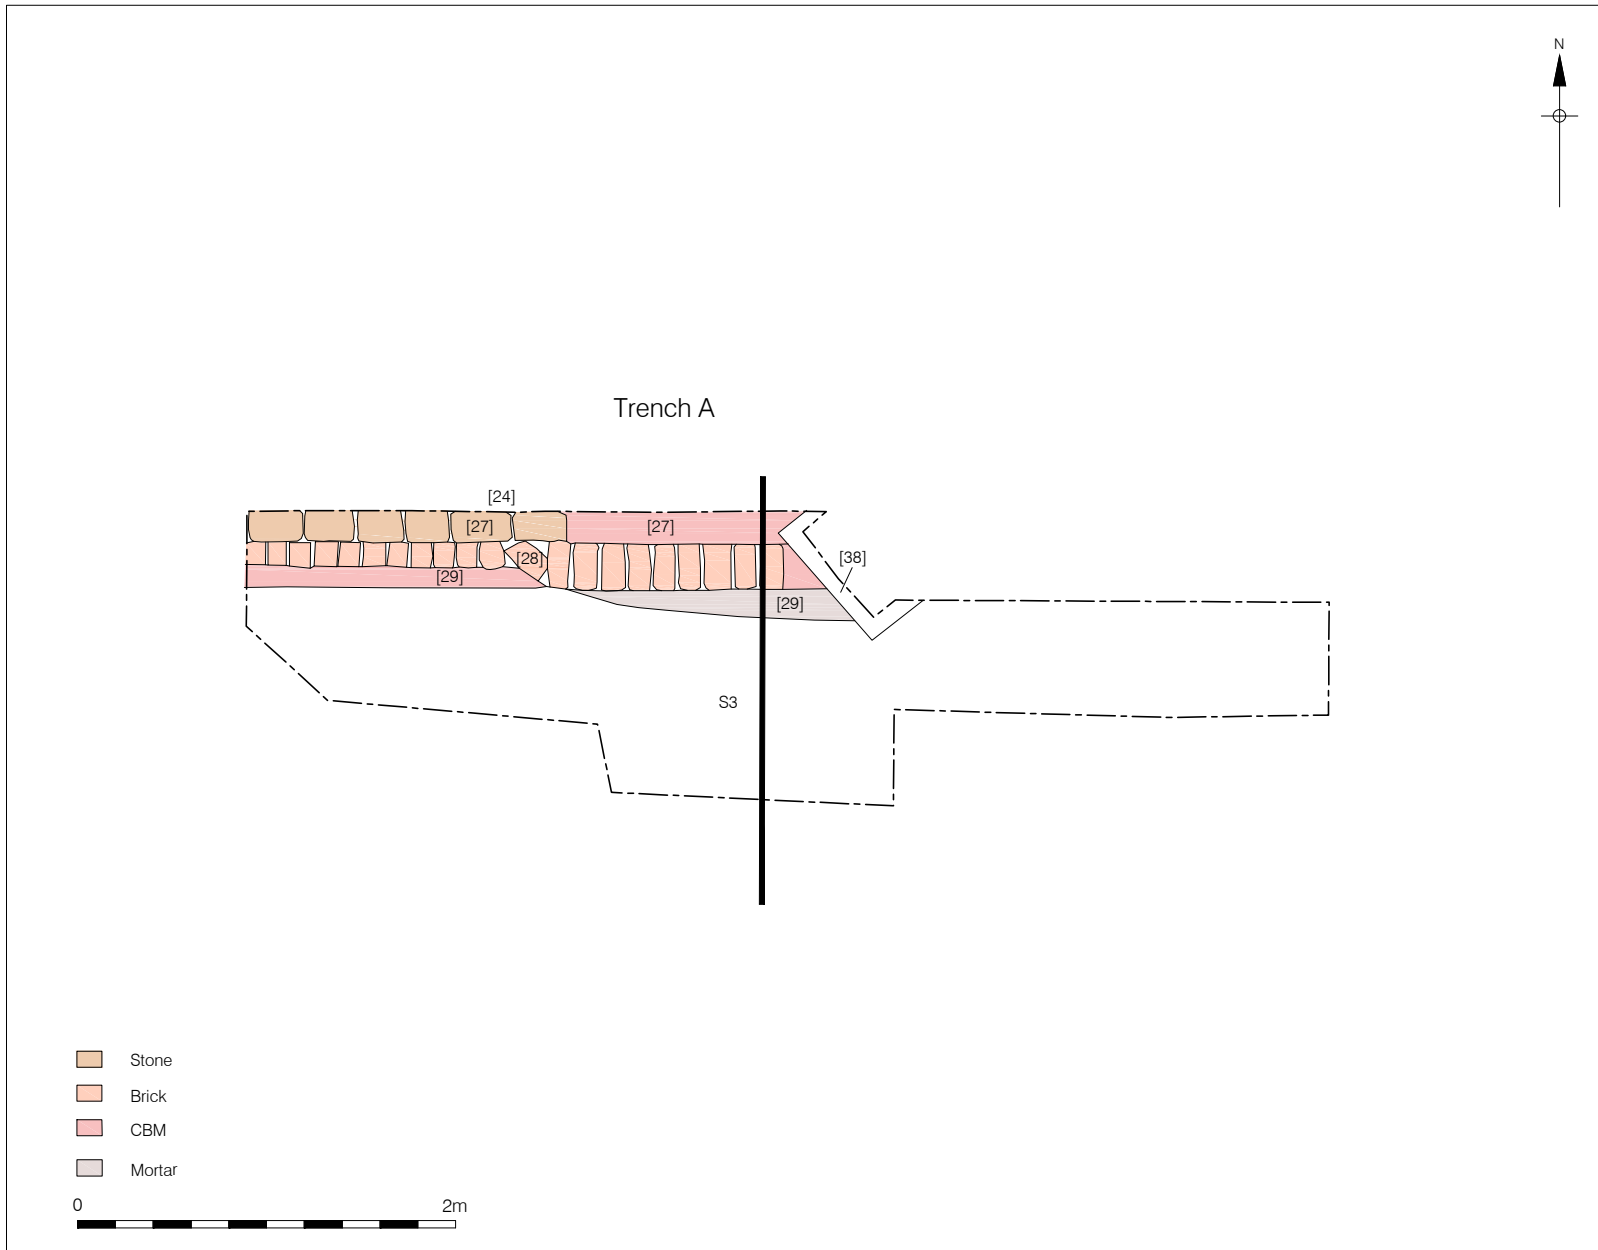 N
Trench A
[24]
[27]
[27]
[28]
[38]
[29]
[29]
S3
Stone
Brick
CBM
Mortar
0 2m